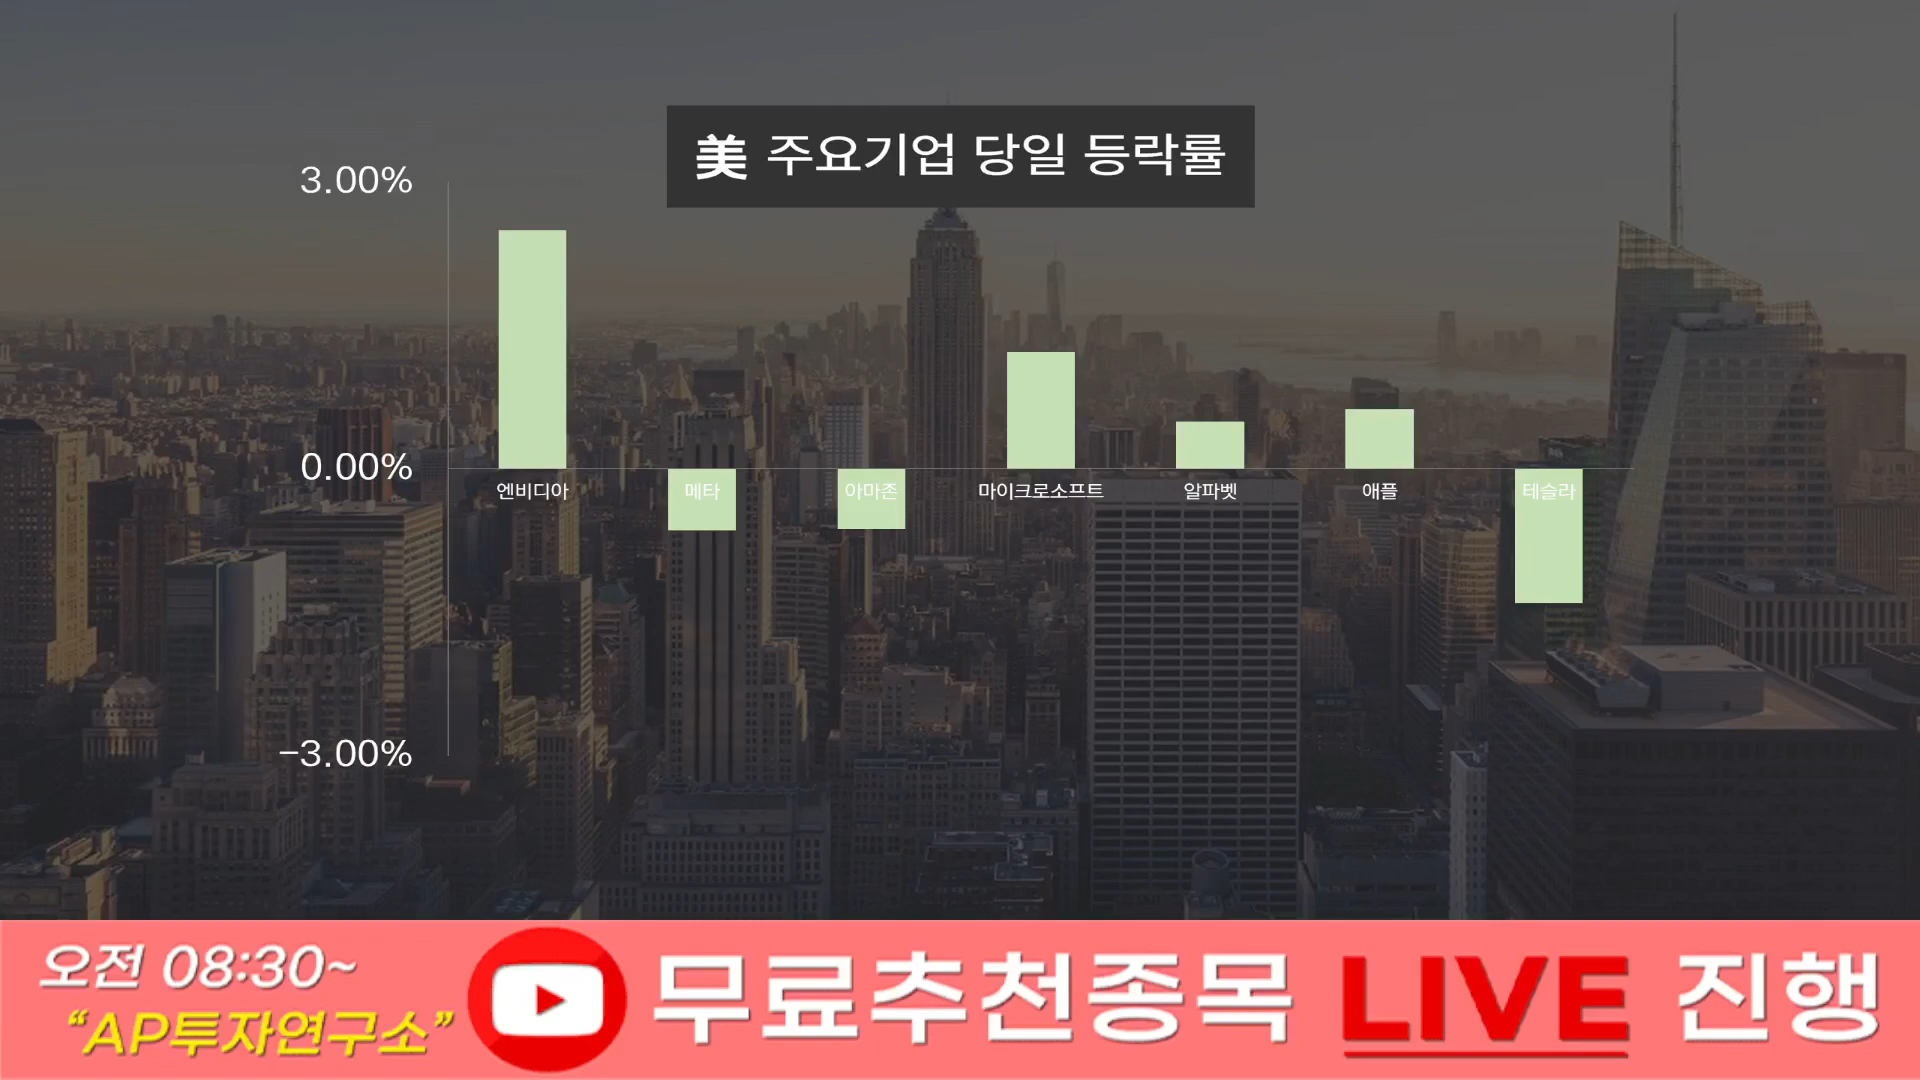 美 주요기업 당일 등락률
3.00%
0.00%
−3.00%
엔비디아
메타
아마존
마이크로소프트
알파벳
애플
테슬라
오전 08:30~
“AP투자연구소”
무료추천종목 LIVE 진행